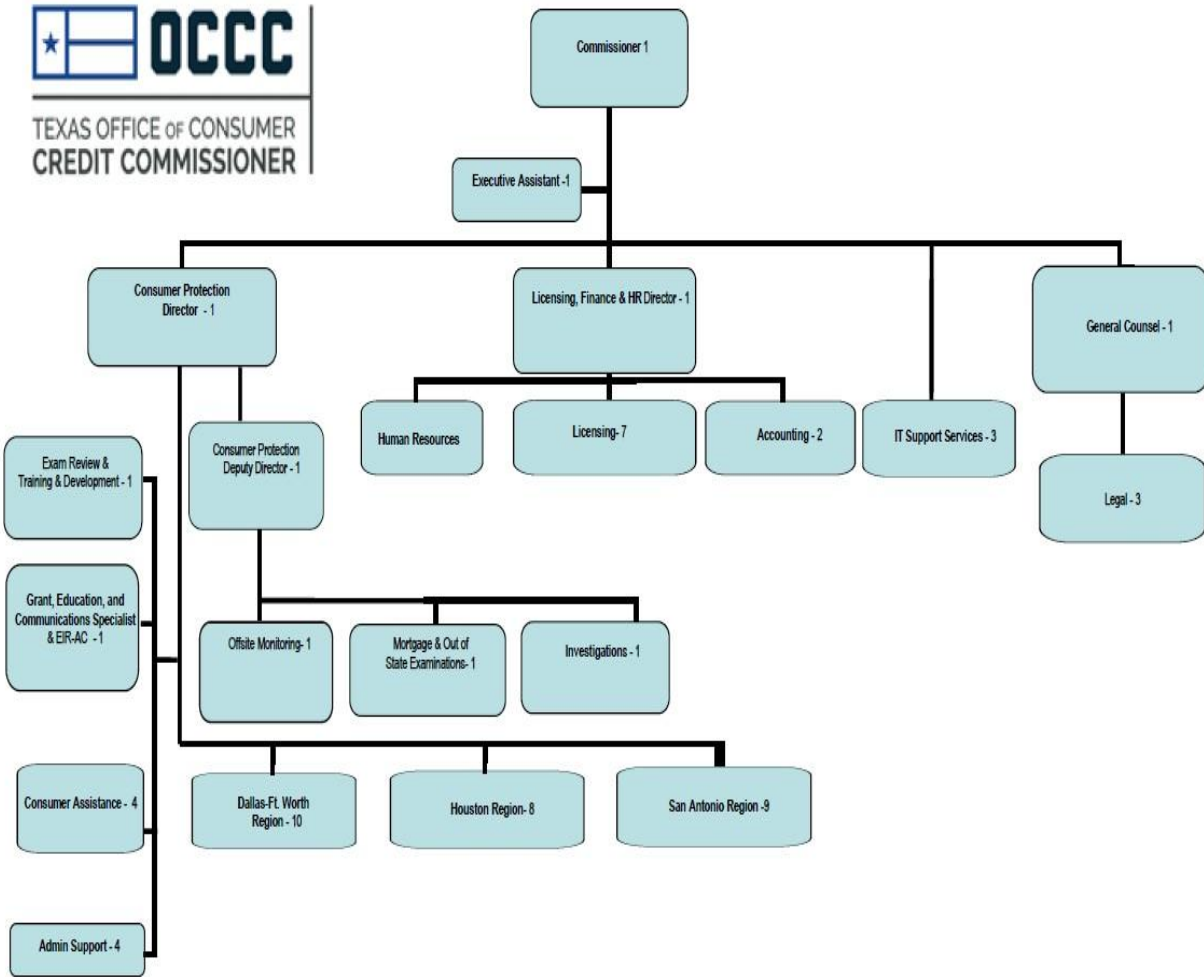 OCCC
TEXAS OFFICE OF CONSUMER
CREDIT COMMISSIONER
Commissioner 1
Executive Assistant -1
Consumer Protection
Director - 1
Licensing, Finance & HR Director - 1
General Counsel - 1
Human Resources
Licensing- 7
Accounting - 2
IT Support Services - 3
Legal - 3
Exam Review &
Training & Development - 1
Consumer Protection
Deputy Director - 1
Grant, Education, and
Communications Specialist
& EIR-AC - 1
Offsite Monitoring- 1
Mortgage & Out of
State Examinations- 1
Investigations - 1
Consumer Assistance - 4
Dallas-Ft. Worth
Region - 10
Houston Region- 8
San Antonio Region -9
Admin Support - 4